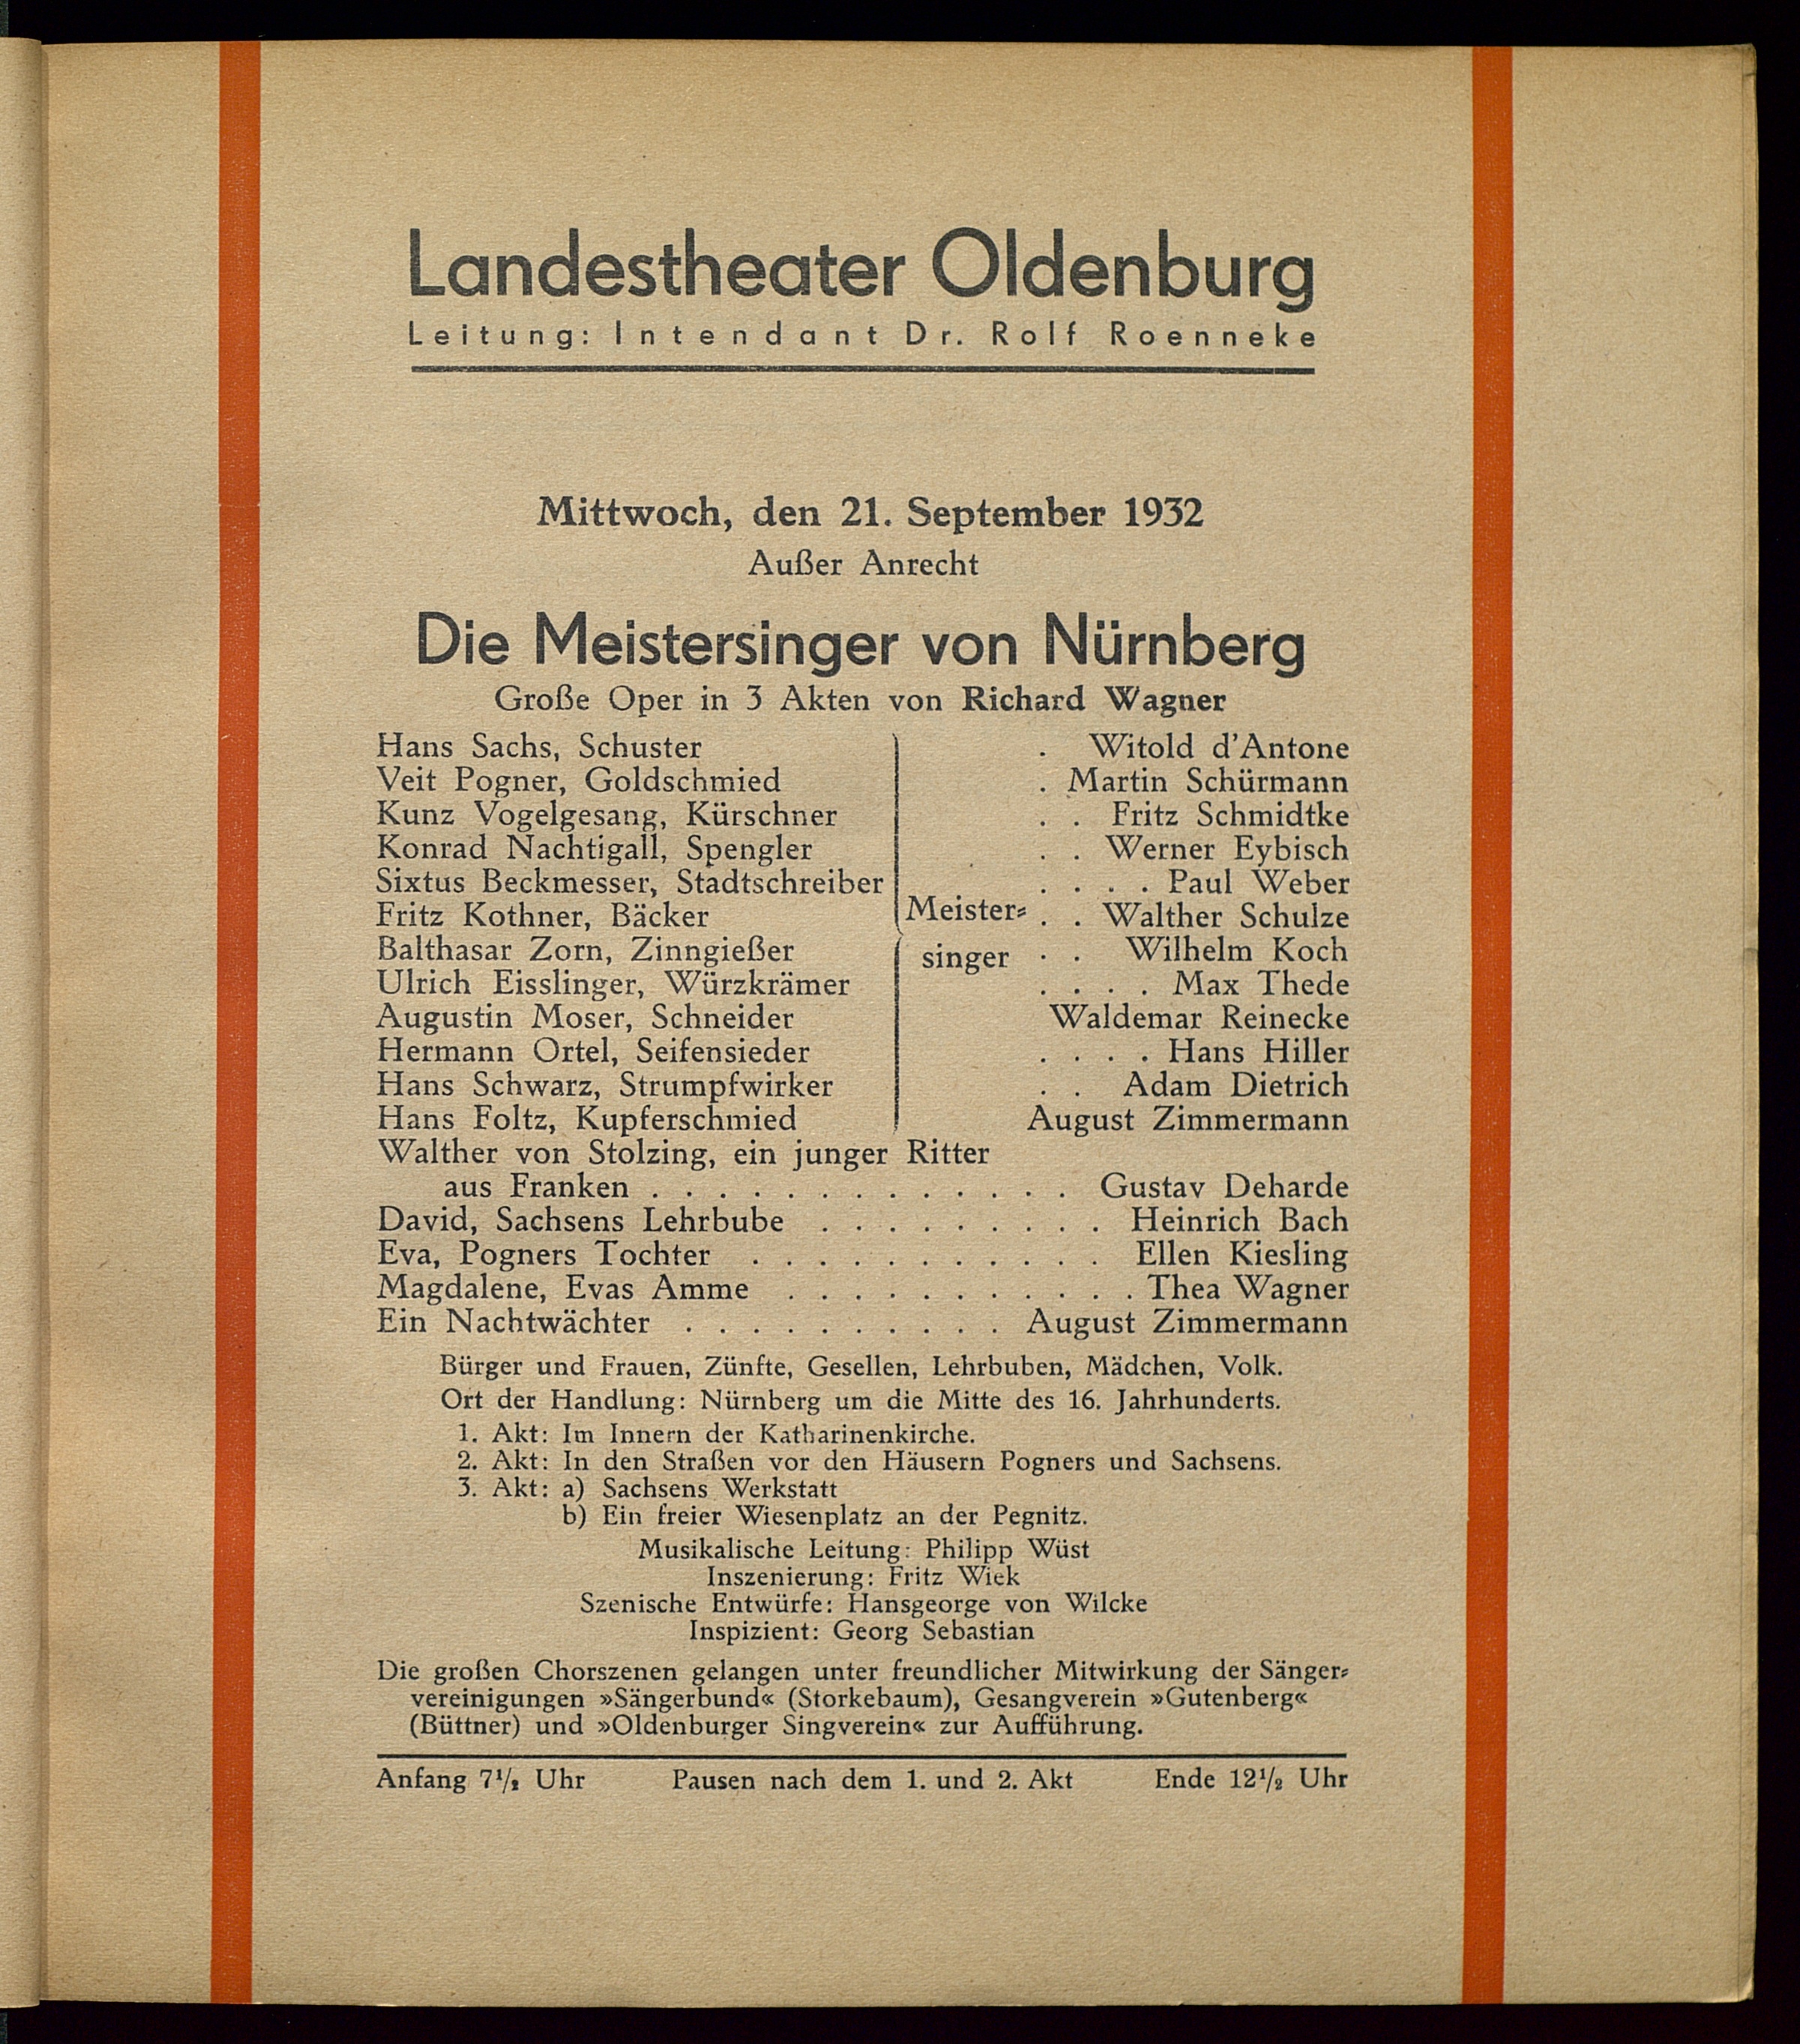 Landestheater Oldenburg
Leitung: Intendant Dr. Rolf Roenneke
Mittwoch, den 21. September 1932
Außer Anrecht
Die Meistersinger von Nürnberg
Große Oper in 3 Akten von Richard Wagner
Hans Sachs, Schuster . Witold d'Antone
Veit Pogner, Goldschmied . Martin Schürmann
Kunz Vogelgesang, Kürschner . . Fritz Schmidtke
Konrad Nachtigall, Spengler . . Werner Eybisch
Sixtus Beckmesser, Stadtschreiber . . . . Paul Weber
Fritz Kothner, Bäcker Meister- . . Walther Schulze
Balthasar Zorn, Zinngießer singer . . Wilhelm Koch
Ulrich Eisslinger, Würzkrämer . . . . Max Thede
Augustin Moser, Schneider Waldemar Reinecke
Hermann Ortel, Seifensieder . . . . Hans Hiller
Hans Schwarz, Strumpfwirker . . Adam Dietrich
Hans Foltz, Kupferschmied August Zimmermann
Walther von Stolzing, ein junger Ritter
aus Franken . . . . . . . . . . . . . Gustav Deharde
David, Sachsens Lehrbube . . . . . . . . . Heinrich Bach
Eva, Pogners Tochter . . . . . . . . . . . Ellen Kiesling
Magdalene, Evas Amme . . . . . . . . . . . Thea Wagner
Ein Nachtwächter . . . . . . . . . . August Zimmermann
Bürger und Frauen, Zünfte, Gesellen, Lehrbuben, Mädchen, Volk.
Ort der Handlung: Nürnberg um die Mitte des 16. Jahrhunderts.
1. Akt: Im Innern der Katharinenkirche.
2. Akt: In den Straßen vor den Häusern Pogners und Sachsens.
3. Akt: a) Sachsens Werkstatt
b) Ein freier Wiesenplatz an der Pegnitz.
Musikalische Leitung: Philipp Wüst
Inszenierung: Fritz Wiek
Szenische Entwürfe: Hansgeorge von Wilcke
Inspizient: Georg Sebastian
Die großen Chorszenen gelangen unter freundlicher Mitwirkung der Sänger-
vereinigungen »Sängerbund« (Storkebaum), Gesangverein »Gutenberg«
(Büttner) und »Oldenburger Singverein« zur Aufführung.
Anfang 7½ Uhr Pausen nach dem 1. und 2. Akt Ende 12½ Uhr